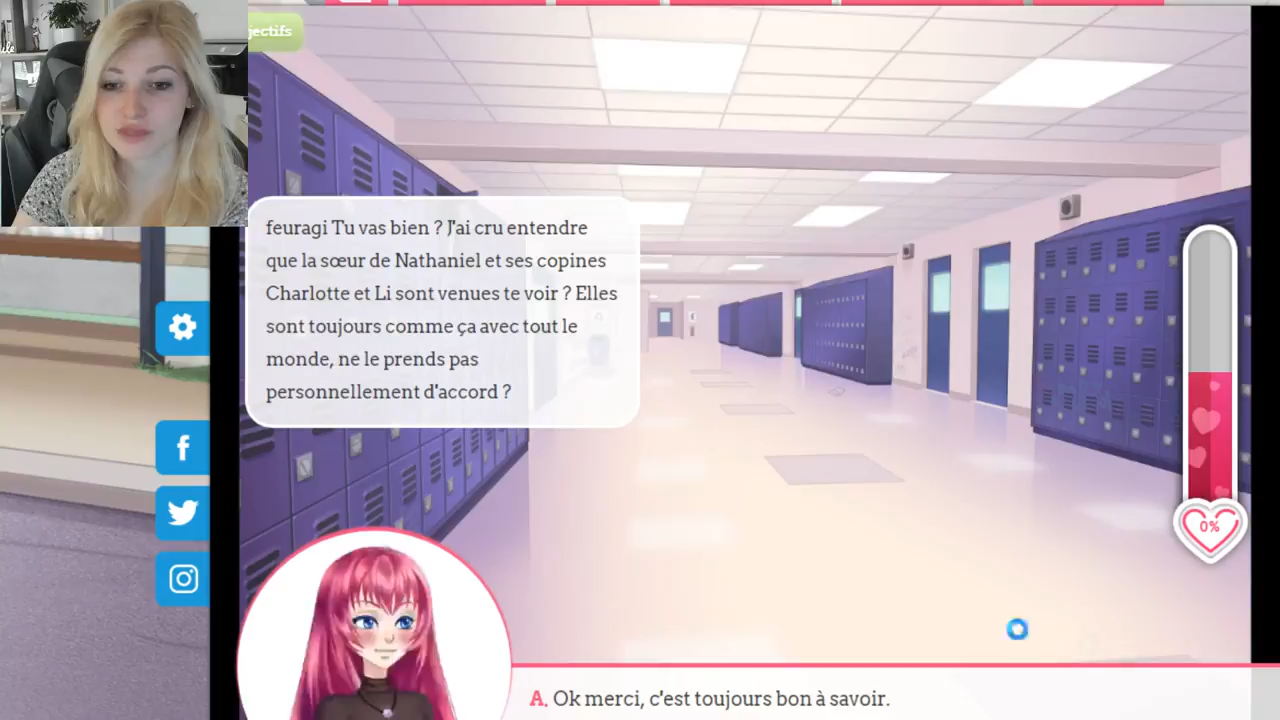 jectifs
feuragi Tu vas bien ? J'ai cru entendre
que la sœur de Nathaniel et ses copines
Charlotte et Li sont venues te voir ? Elles
sont toujours comme ça avec tout le
monde, ne le prends pas
personnellement d'accord ?
0%
A. Ok merci, c'est toujours bon à savoir.